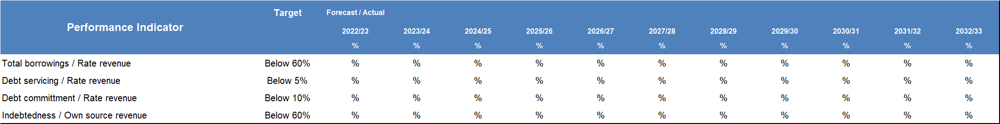 Target Forecast / Actual
Performance Indicator
2022/23 2023/24 2024/25 2025/26 2026/27 2027/28 2028/29 2029/30 2030/31 2031/32 2032/33
% % % % % % % % % % %
Total borrowings / Rate revenue Below 60% % % % % % % % % % % %
Debt servicing / Rate revenue Below 5% % % % % % % % % % % %
Debt committment / Rate revenue Below 10% % % % % % % % % % % %
Indebtedness / Own source revenue Below 60% % % % % % % % % % % %